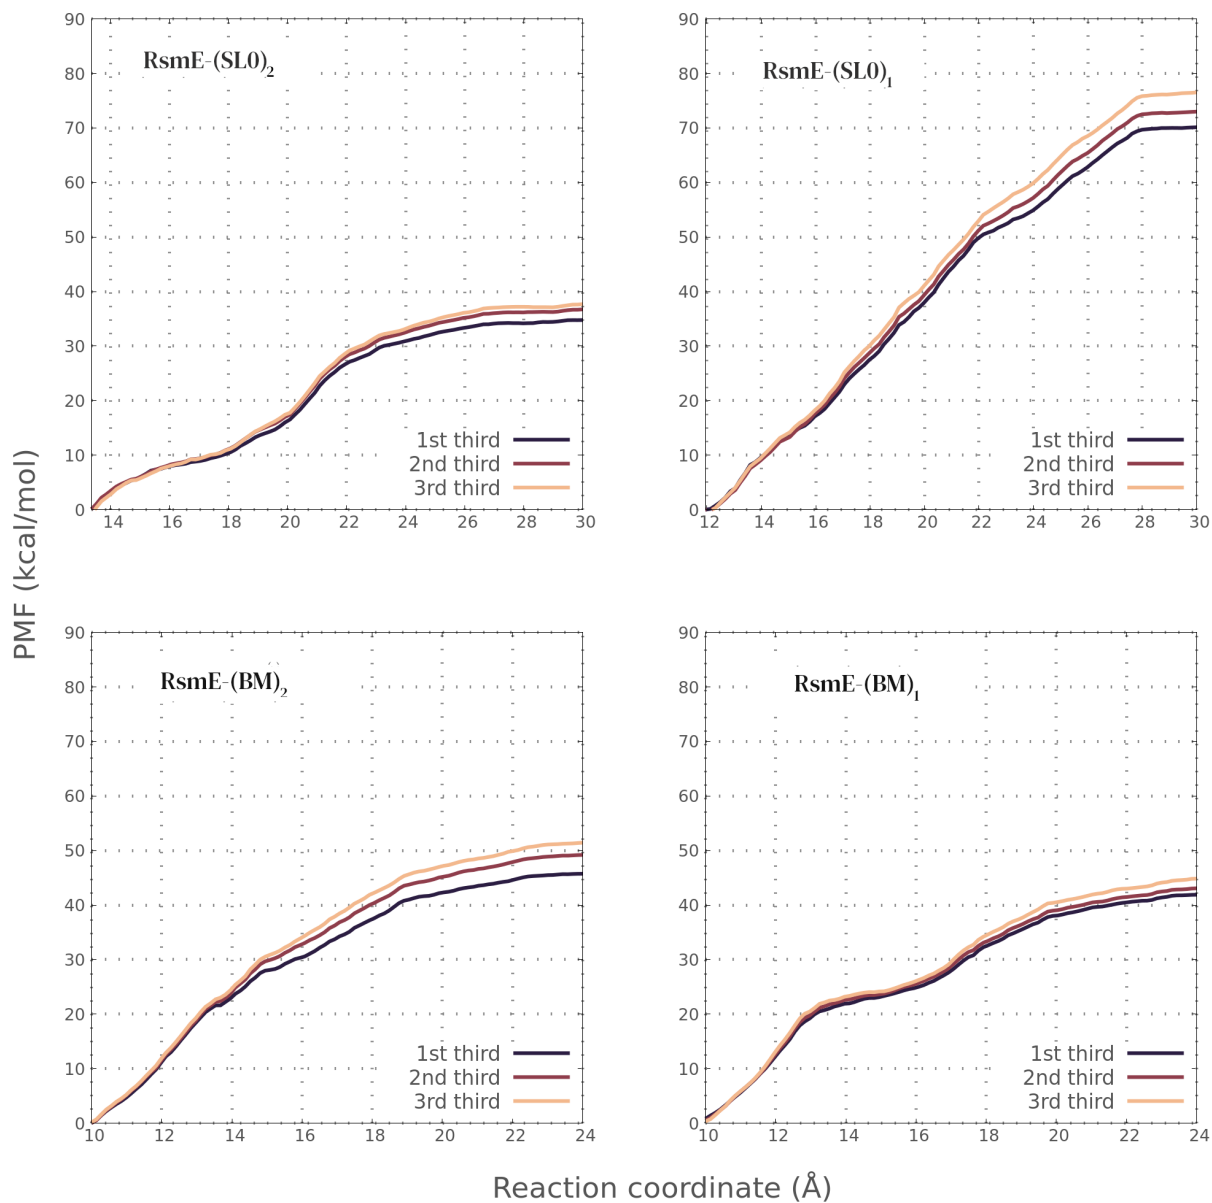 RsmE-(SL0)2
90
80
70
60
50
40
30
20
10
0
14 16 18 20 22 24 26 28 30
1st third
2nd third
3rd third
RsmE-(SL0)1
90
80
70
60
50
40
30
20
10
0
12 14 16 18 20 22 24 26 28 30
1st third
2nd third
3rd third
PMF (kcal/mol)
RsmE-(BM)2
90
80
70
60
50
40
30
20
10
0
10 12 14 16 18 20 22 24
1st third
2nd third
3rd third
RsmE-(BM)1
90
80
70
60
50
40
30
20
10
0
10 12 14 16 18 20 22 24
1st third
2nd third
3rd third
Reaction coordinate (Å)